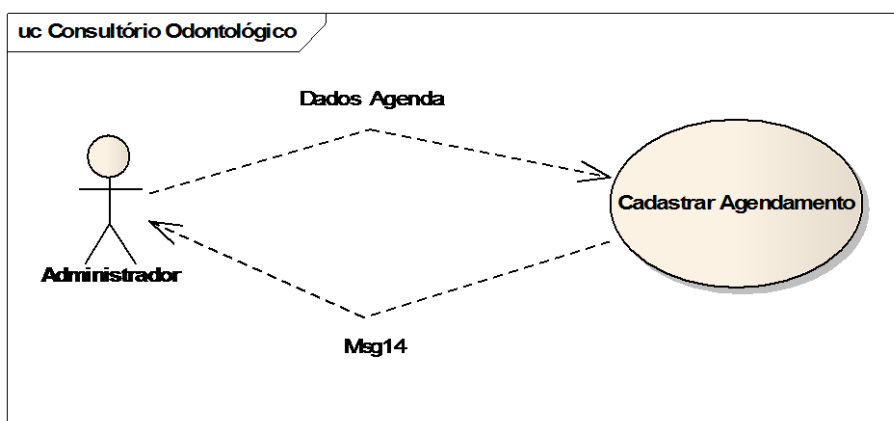 uc Consultório Odontológico
Dados Agenda
Cadastrar Agendamento
Administrador
Msg14